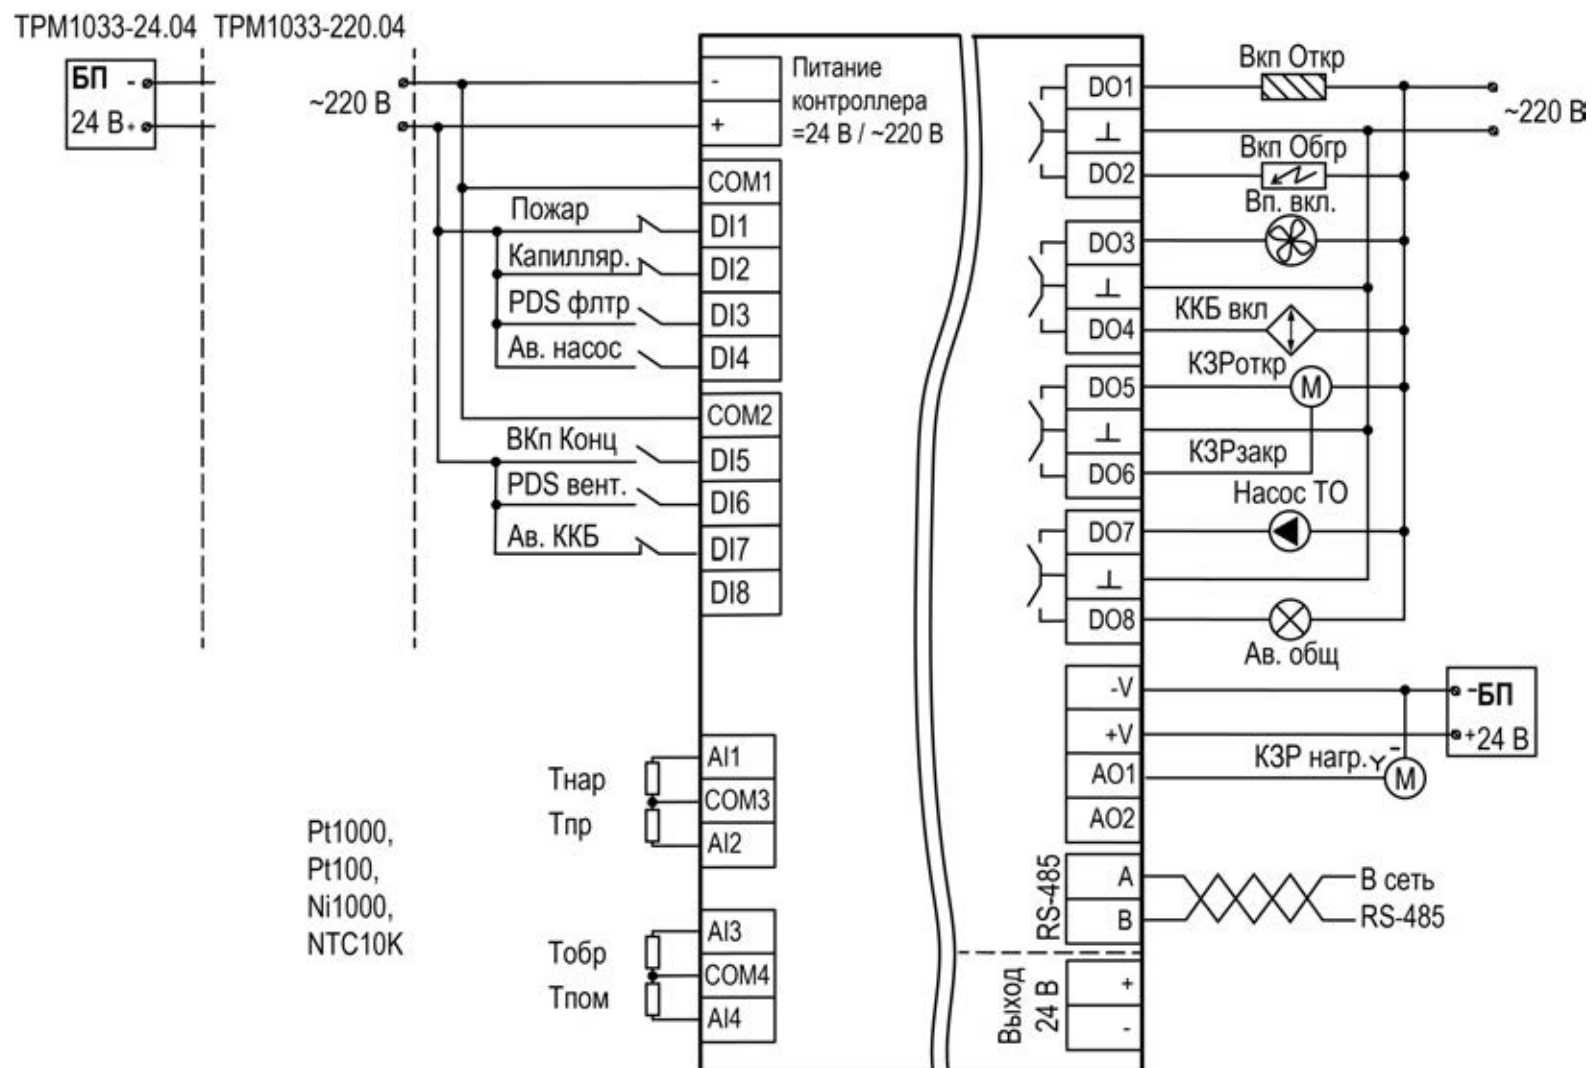 ТРМ1033-24.04 ТРМ1033-220.04
БП -
24 В +
~220 В
-
+
Питание
контроллера
=24 В / ~220 В
COM1
Пожар
DI1
Капилляр.
DI2
PDS флтр
DI3
Ав. насос
DI4
COM2
ВКп Конц
DI5
PDS вент.
DI6
Ав. ККБ
DI7
DI8
Тнар
Тпр
AI1
COM3
AI2
Pt1000,
Pt100,
Ni1000,
NTC10K
Тобр
Тпом
AI3
COM4
AI4
DO1
Вкп Откр
~220 В
DO2
Вкп Обгр
Вп. вкл.
DO3
ККБ вкл
DO4
КЗРоткр
DO5
M
КЗРзакр
DO6
Насос ТО
DO7
DO8
Ав. общ
-V
- БП
+V
+ 24 В
КЗР нагр. Y -
AO1
M
AO2
RS-485
A
B
В сеть
RS-485
Выход
24 В
+
-